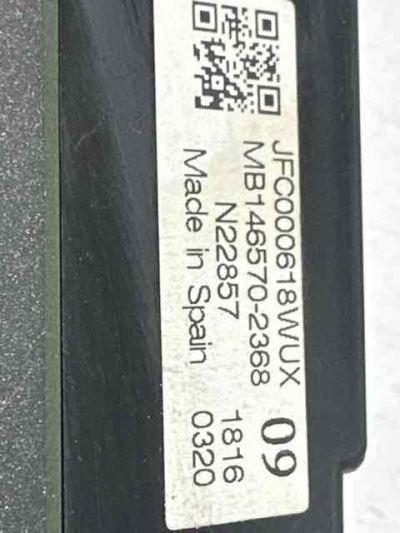 JFC000618WUX
MB146570-2368 09
N22857 1816
Made in Spain 0320